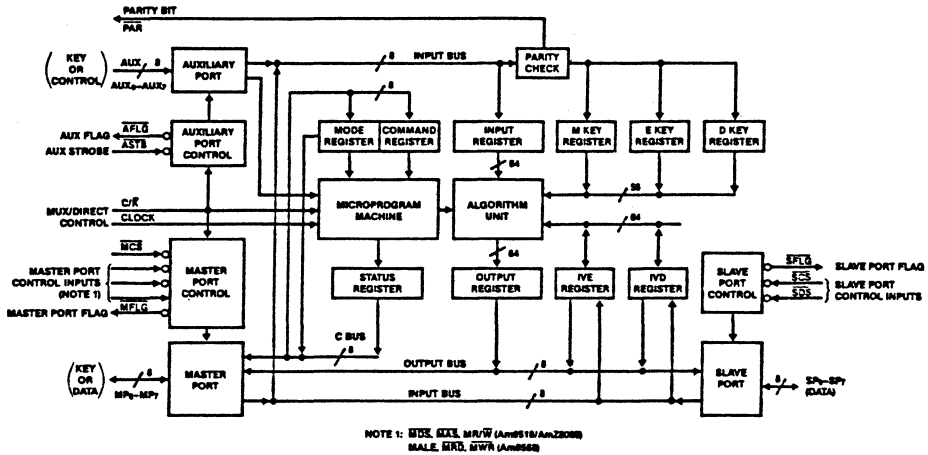 PARITY BIT
PAR
KEY OR CONTROL
AUX 8
AUX0–AUX7
AUXILIARY PORT
8 INPUT BUS
PARITY CHECK
8
AUX FLAG AFLG
AUX STROBE ASTB
AUXILIARY PORT CONTROL
MODE REGISTER
COMMAND REGISTER
INPUT REGISTER
M KEY REGISTER
E KEY REGISTER
D KEY REGISTER
64
56
MUX/DIRECT CONTROL
C/K
CLOCK
MICROPROGRAM MACHINE
ALGORITHM UNIT
64
64
MCS
MASTER PORT CONTROL INPUTS (NOTE 1)
MASTER PORT FLAG MFLG
MASTER PORT CONTROL
STATUS REGISTER
OUTPUT REGISTER
IVE REGISTER
IVD REGISTER
SLAVE PORT CONTROL
SFLG SLAVE PORT FLAG
SCS
SDS
SLAVE PORT CONTROL INPUTS
C BUS
8
KEY OR DATA
8
MP0–MP7
MASTER PORT
OUTPUT BUS 8
INPUT BUS 8
SLAVE PORT
8 SP0–SP7
(DATA)
NOTE 1: MDS, MAS, MR/W (Am9518/AmZ8068)
MALE, MRD, MWR (Am9568)